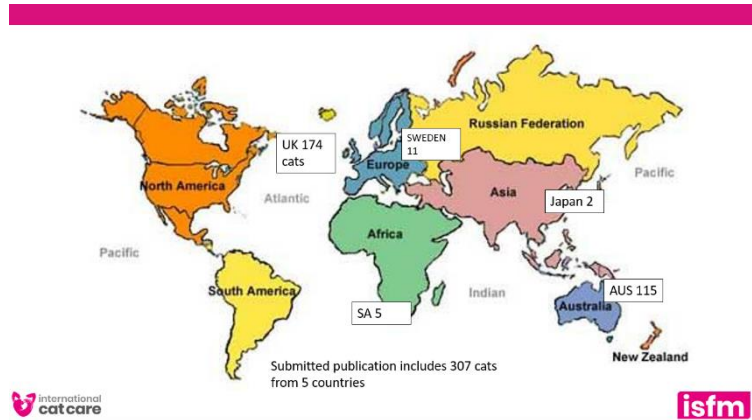 UK 174
cats
SWEDEN
11
Russian Federation
Europe
North America
Atlantic
Asia
Pacific
Japan 2
Africa
Pacific
South America
Indian
AUS 115
SA 5
Australia
New Zealand
Submitted publication includes 307 cats
from 5 countries
international
cat care
isfm